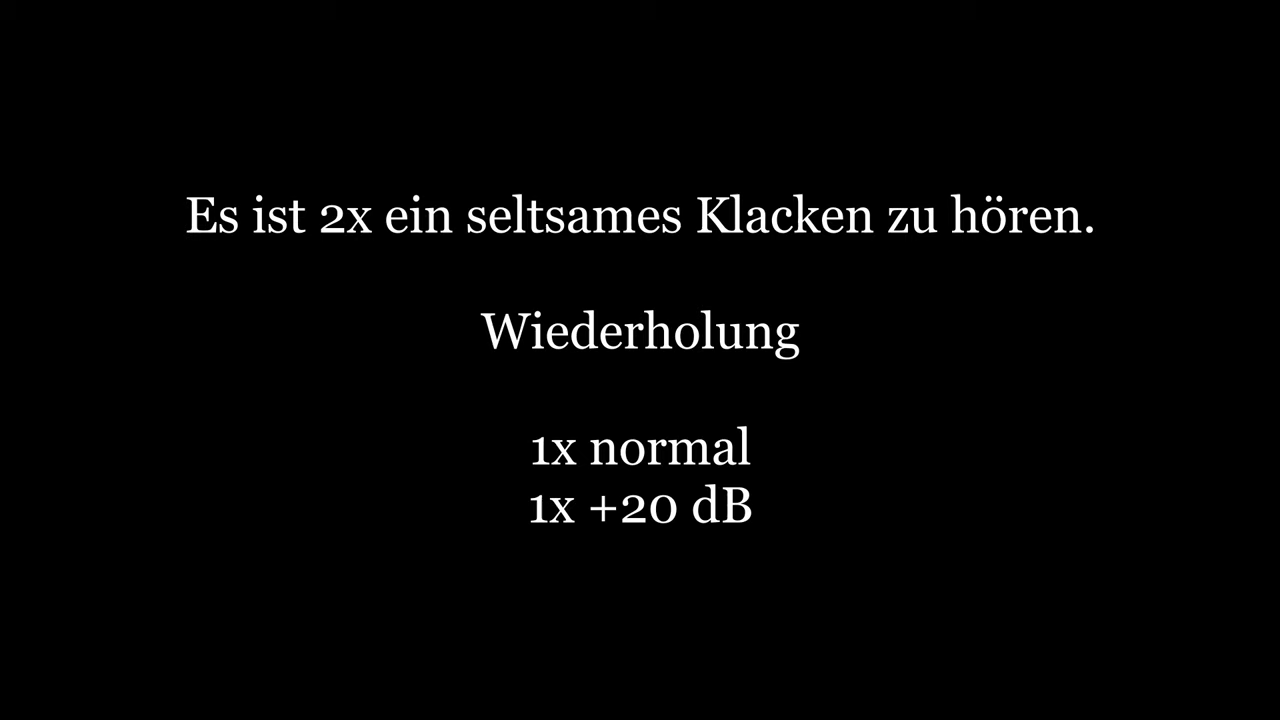 Es ist 2x ein seltsames Klacken zu hören.
Wiederholung
1x normal
1x +20 dB